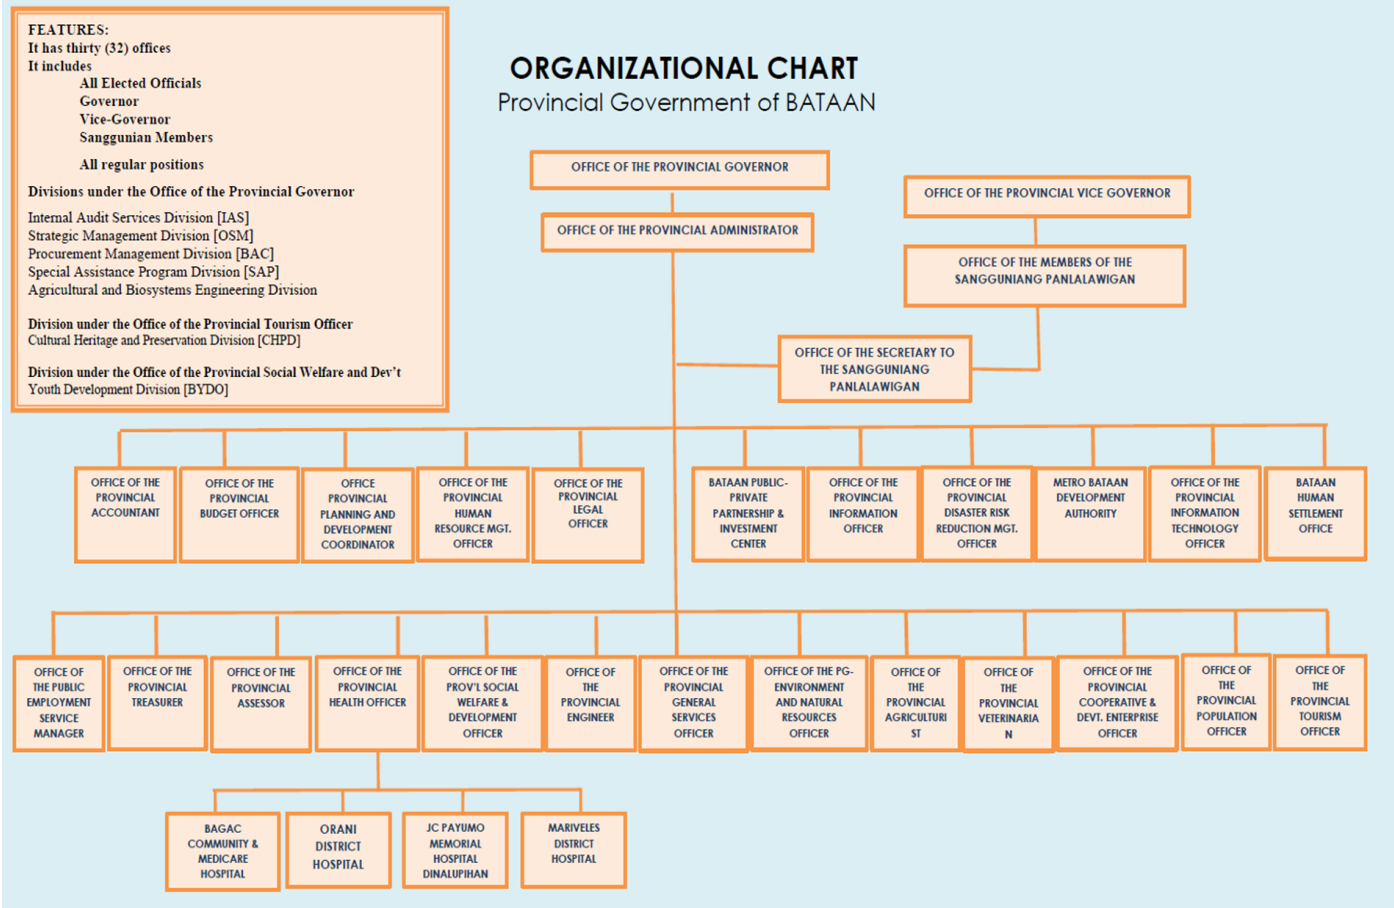 FEATURES:
It has thirty (32) offices
It includes
All Elected Officials
Governor
Vice-Governor
Sanggunian Members
All regular positions
Divisions under the Office of the Provincial Governor
Internal Audit Services Division [IAS]
Strategic Management Division [OSM]
Procurement Management Division [BAC]
Special Assistance Program Division [SAP]
Agricultural and Biosystems Engineering Division
Division under the Office of the Provincial Tourism Officer
Cultural Heritage and Preservation Division [CHPD]
Division under the Office of the Provincial Social Welfare and Dev't
Youth Development Division [BYDO]
ORGANIZATIONAL CHART
Provincial Government of BATAAN
OFFICE OF THE PROVINCIAL GOVERNOR
OFFICE OF THE PROVINCIAL ADMINISTRATOR
OFFICE OF THE PROVINCIAL VICE GOVERNOR
OFFICE OF THE MEMBERS OF THE
SANGGUNIANG PANLALAWIGAN
OFFICE OF THE SECRETARY TO
THE SANGGUNIANG
PANLALAWIGAN
OFFICE OF THE
PROVINCIAL
ACCOUNTANT
OFFICE OF THE
PROVINCIAL
BUDGET OFFICER
OFFICE
PROVINCIAL
PLANNING AND
DEVELOPMENT
COORDINATOR
OFFICE OF THE
PROVINCIAL
HUMAN
RESOURCE MGT.
OFFICER
OFFICE OF THE
PROVINCIAL
LEGAL
OFFICER
BATAAN PUBLIC-
PRIVATE
PARTNERSHIP &
INVESTMENT
CENTER
OFFICE OF THE
PROVINCIAL
INFORMATION
OFFICER
OFFICE OF THE
PROVINCIAL
DISASTER RISK
REDUCTION MGT.
OFFICER
METRO BATAAN
DEVELOPMENT
AUTHORITY
OFFICE OF THE
PROVINCIAL
INFORMATION
TECHNOLOGY
OFFICER
BATAAN
HUMAN
SETTLEMENT
OFFICE
OFFICE OF
THE PUBLIC
EMPLOYMENT
SERVICE
MANAGER
OFFICE OF THE
PROVINCIAL
TREASURER
OFFICE OF THE
PROVINCIAL
ASSESSOR
OFFICE OF THE
PROVINCIAL
HEALTH OFFICER
OFFICE OF THE
PROV'L SOCIAL
WELFARE &
DEVELOPMENT
OFFICER
OFFICE OF
THE
PROVINCIAL
ENGINEER
OFFICE OF THE
PROVINCIAL
GENERAL
SERVICES
OFFICER
OFFICE OF THE PG-
ENVIRONMENT
AND NATURAL
RESOURCES
OFFICER
OFFICE OF
THE
PROVINCIAL
AGRICULTURI
ST
OFFICE OF
THE
PROVINCIAL
VETERINARIA
N
OFFICE OF THE
PROVINCIAL
COOPERATIVE &
DEVT. ENTERPRISE
OFFICER
OFFICE OF
THE
PROVINCIAL
POPULATION
OFFICER
OFFICE OF
THE
PROVINCIAL
TOURISM
OFFICER
BAGAC
COMMUNITY &
MEDICARE
HOSPITAL
ORANI
DISTRICT
HOSPITAL
JC PAYUMO
MEMORIAL
HOSPITAL
DINALUPIHAN
MARIVELES
DISTRICT
HOSPITAL